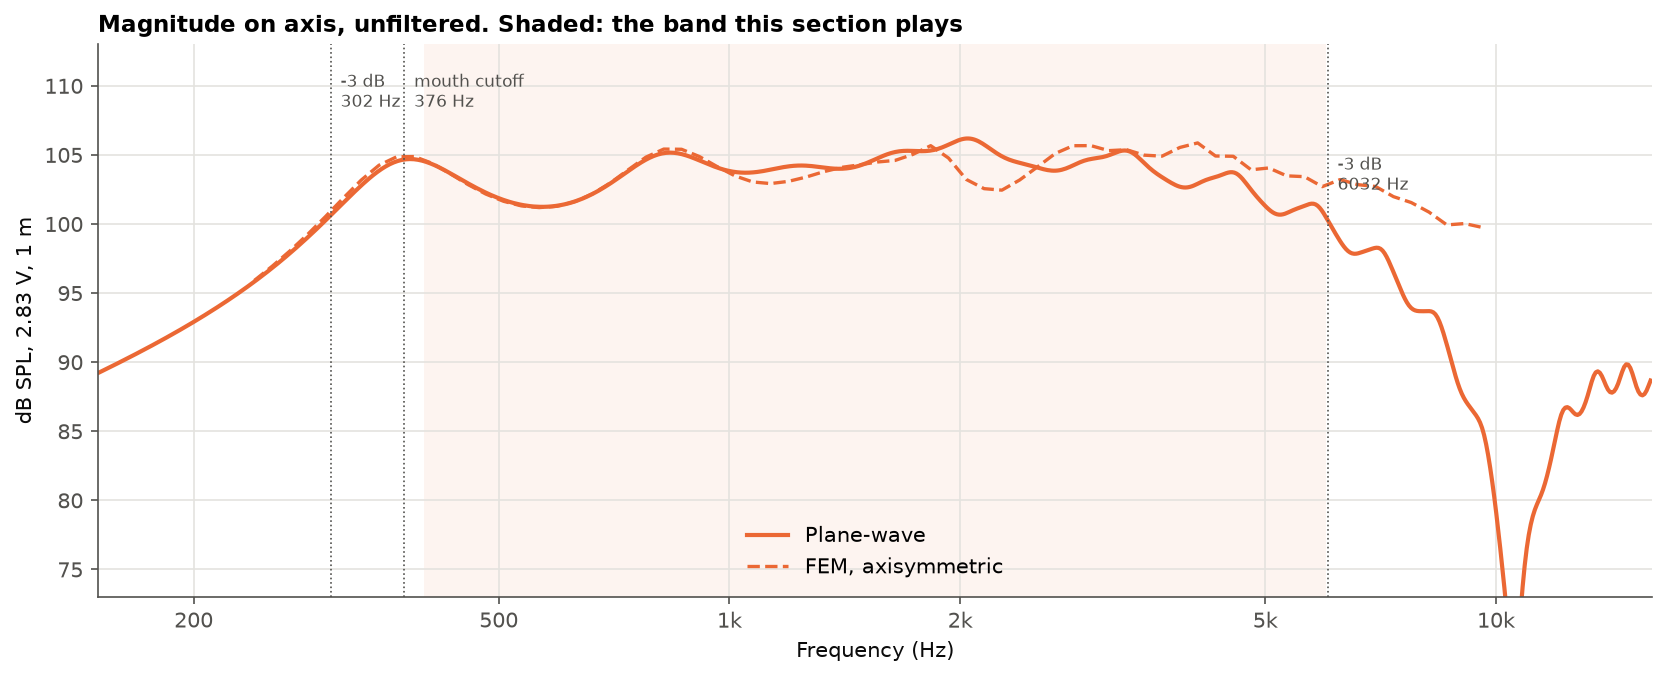 Magnitude on axis, unfiltered. Shaded: the band this section plays
-3 dB
302 Hz
mouth cutoff
376 Hz
-3 dB
6032 Hz
110
105
100
95
90
85
80
75
dB SPL, 2.83 V, 1 m
Plane-wave
FEM, axisymmetric
200
500
1k
2k
5k
10k
Frequency (Hz)